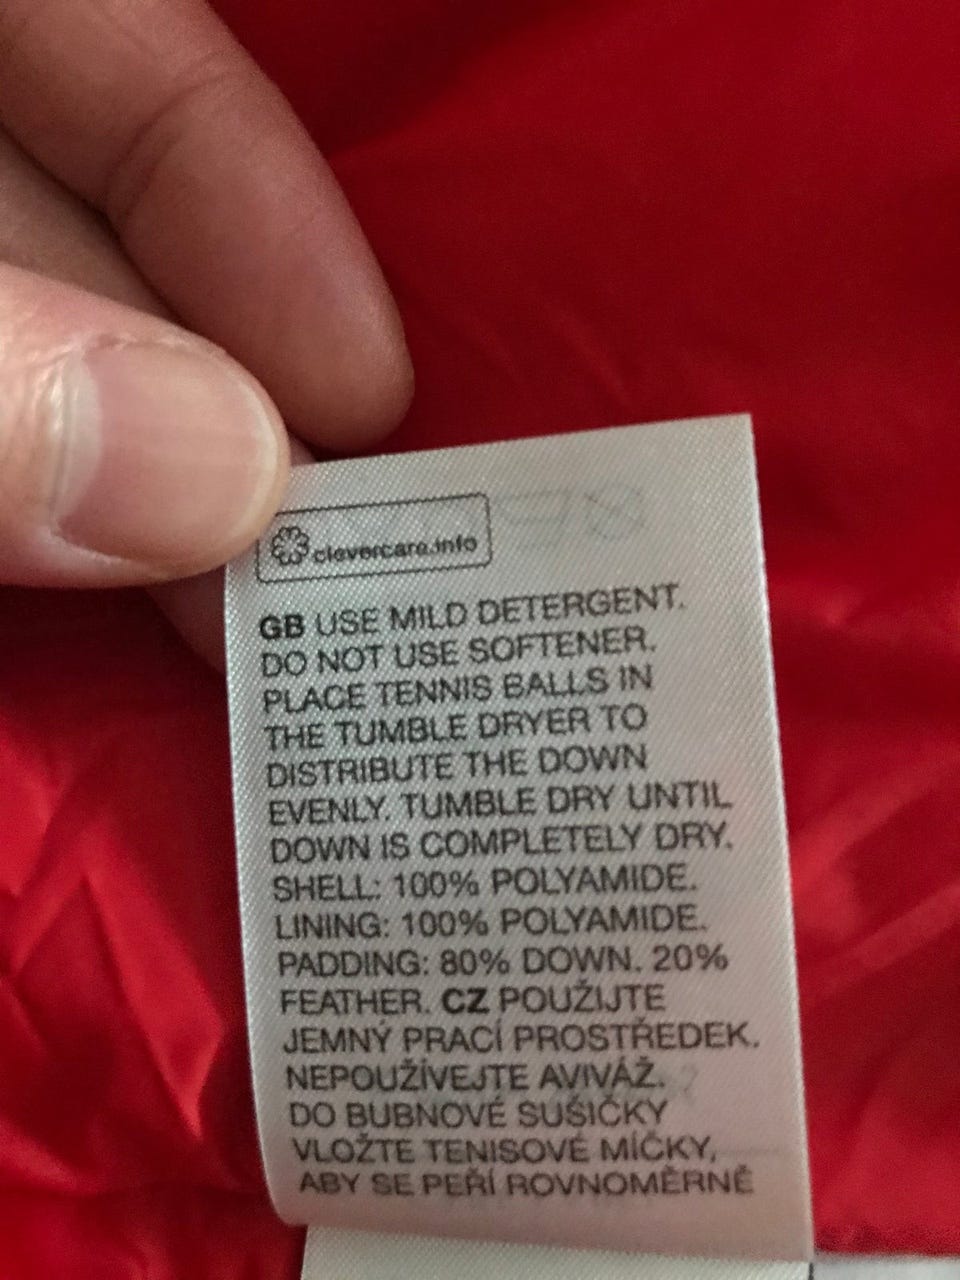 clevercare.info
GB USE MILD DETERGENT.
DO NOT USE SOFTENER.
PLACE TENNIS BALLS IN
THE TUMBLE DRYER TO
DISTRIBUTE THE DOWN
EVENLY. TUMBLE DRY UNTIL
DOWN IS COMPLETELY DRY.
SHELL: 100% POLYAMIDE.
LINING: 100% POLYAMIDE.
PADDING: 80% DOWN. 20%
FEATHER. CZ POUŽIJTE
JEMNÝ PRACÍ PROSTŘEDEK.
NEPOUŽÍVEJTE AVIVÁŽ.
DO BUBNOVÉ SUŠIČKY
VLOŽTE TENISOVÉ MÍČKY,
ABY SE PEŘÍ ROVNOMĚRNĚ